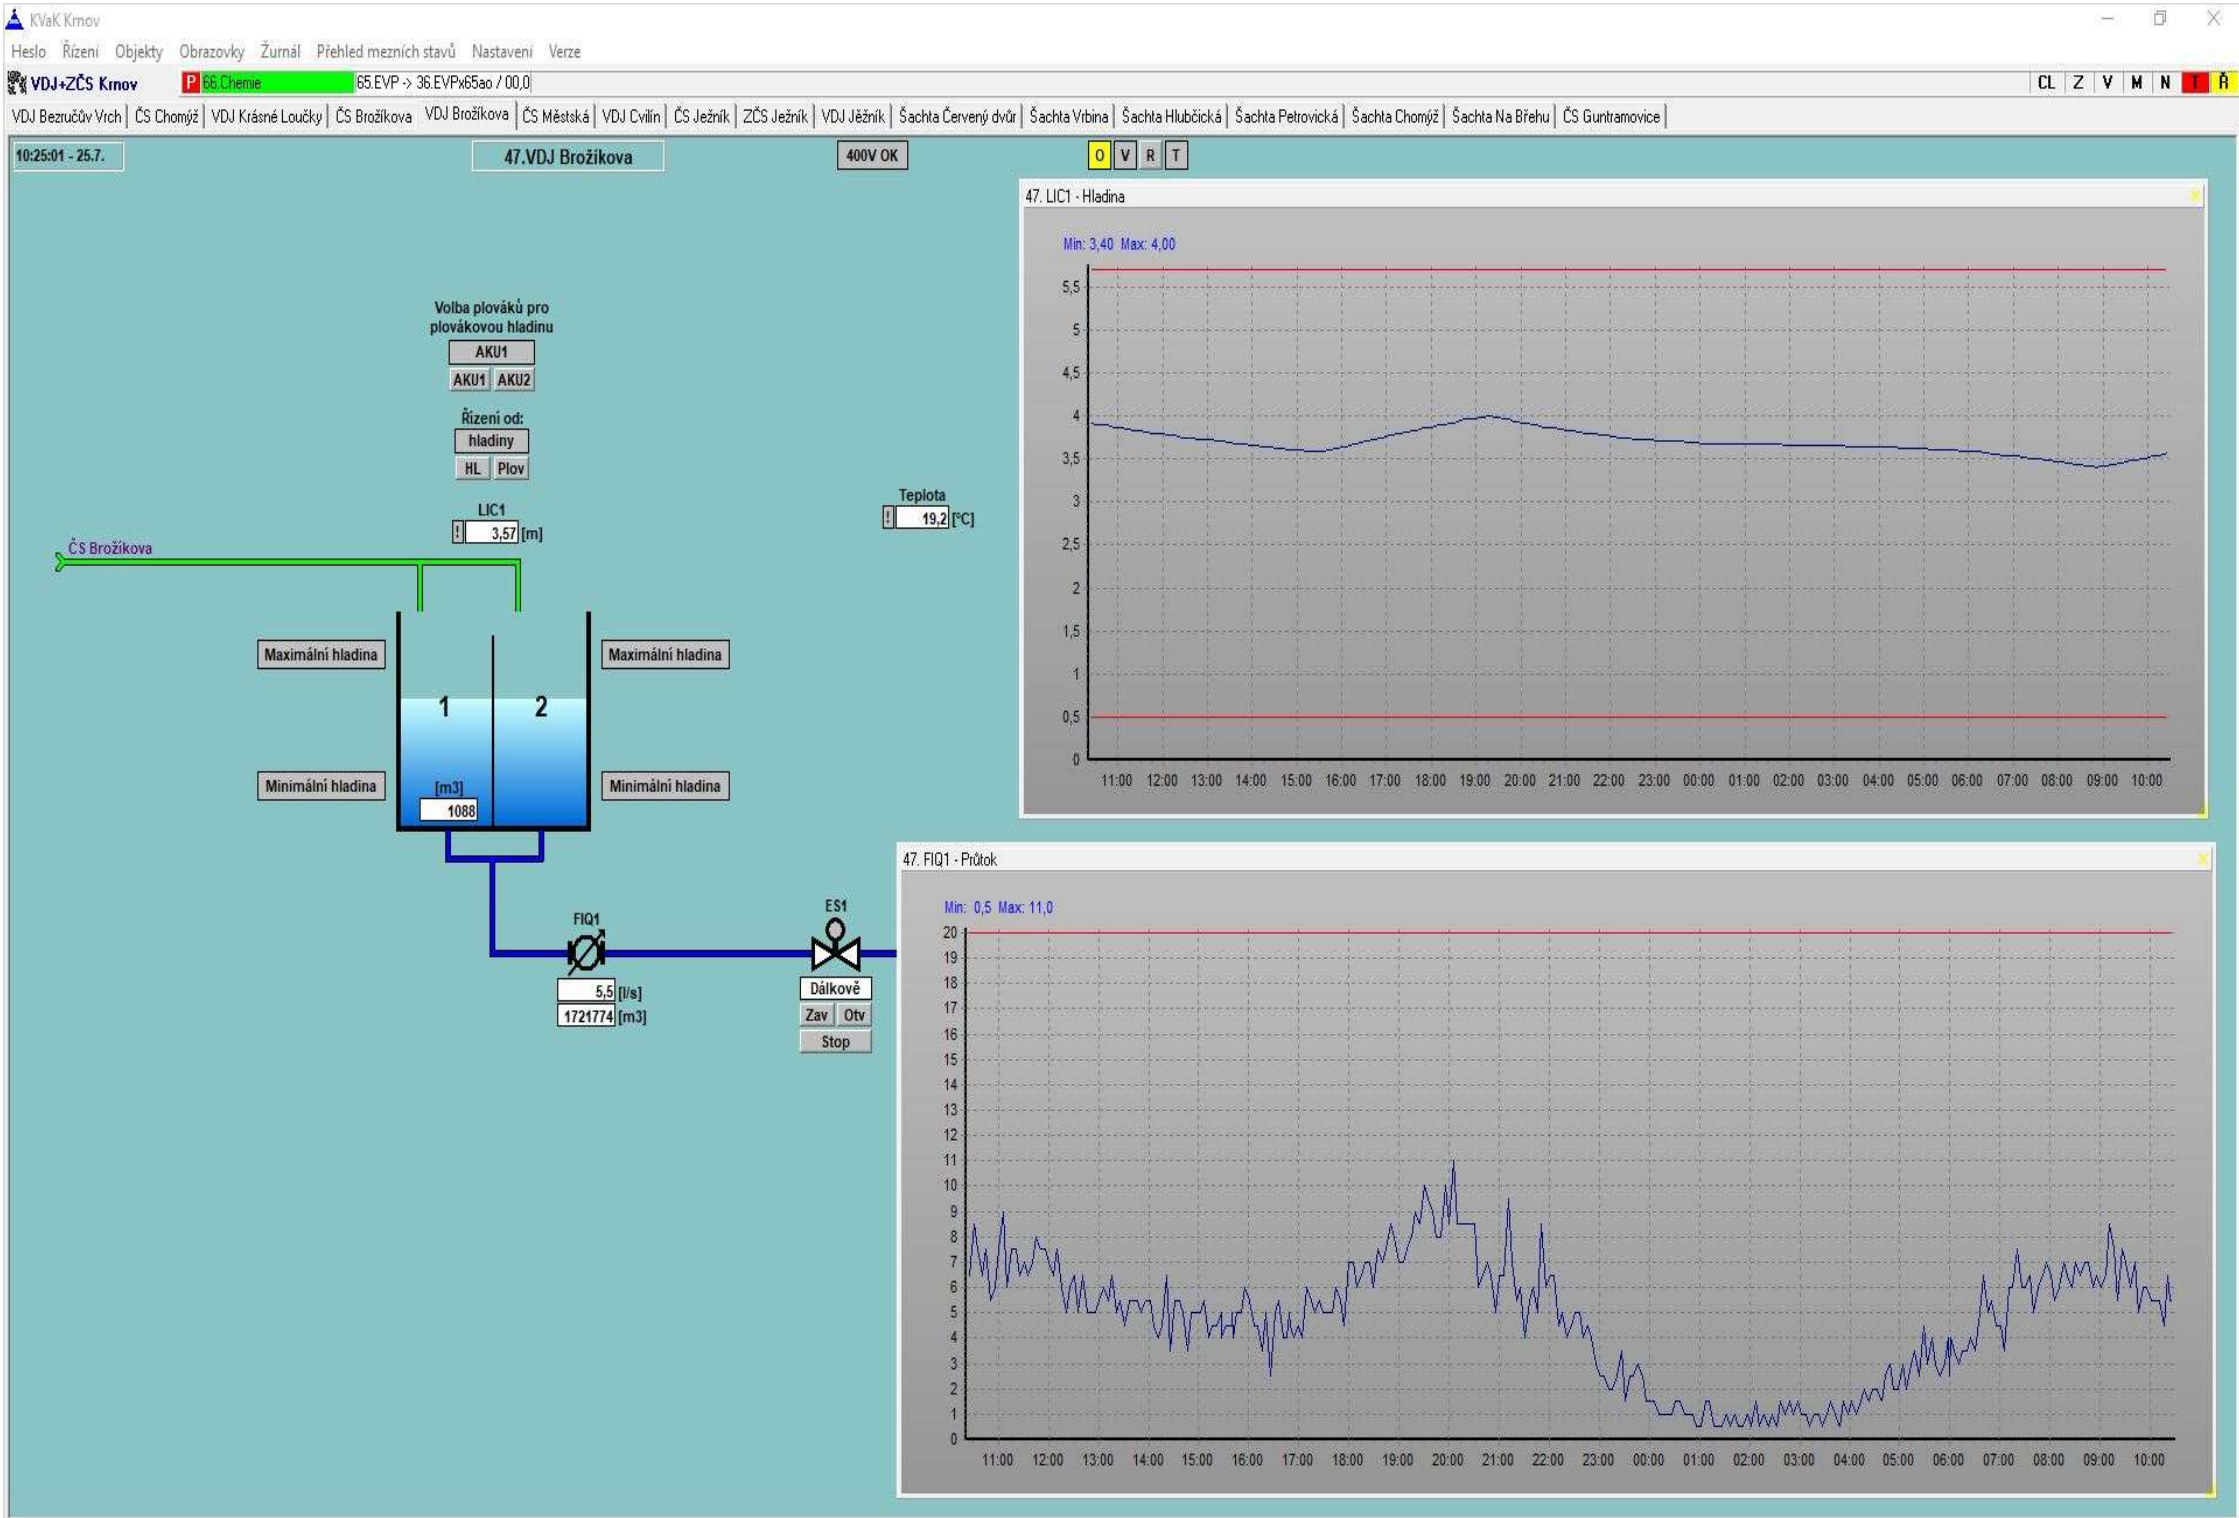 KVaK Krnov
Heslo Řízení Objekty Obrazovky Žurnál Přehled mezních stavů Nastavení Verze
VDJ+ZČS Krnov P 66.Chemie 65.EVP -> 36.EVPx65ao / 00,0 CL Z V M N T Ř
VDJ Bezručův Vrch ČS Chomýž VDJ Krásné Loučky ČS Brožíkova VDJ Brožíkova ČS Městská VDJ Cvilín ČS Ježník ZČS Ježník VDJ Jěžník Šachta Červený dvůr Šachta Vrbina Šachta Hlubčická Šachta Petrovická Šachta Chomýž Šachta Na Břehu ČS Guntramovice
10:25:01 - 25.7. 47.VDJ Brožíkova 400V OK O V R T
47. LIC1 - Hladina
Min: 3,40 Max: 4,00
5,5
5
4,5
4
3,5
3
2,5
2
1,5
1
0,5
0
11:00 12:00 13:00 14:00 15:00 16:00 17:00 18:00 19:00 20:00 21:00 22:00 23:00 00:00 01:00 02:00 03:00 04:00 05:00 06:00 07:00 08:00 09:00 10:00
Volba plováků pro
plovákovou hladinu
AKU1
AKU1 AKU2
Řízení od:
hladiny
HL Plov
LIC1
! 3,57 [m]
Teplota
! 19,2 [°C]
ČS Brožíkova
Maximální hladina Maximální hladina
1 2
Minimální hladina [m3] Minimální hladina
1088
FIQ1
5,5 [l/s]
1721774 [m3]
ES1
Dálkově
Zav Otv
Stop
47. FIQ1 - Průtok
Min: 0,5 Max: 11,0
20
19
18
17
16
15
14
13
12
11
10
9
8
7
6
5
4
3
2
1
0
11:00 12:00 13:00 14:00 15:00 16:00 17:00 18:00 19:00 20:00 21:00 22:00 23:00 00:00 01:00 02:00 03:00 04:00 05:00 06:00 07:00 08:00 09:00 10:00